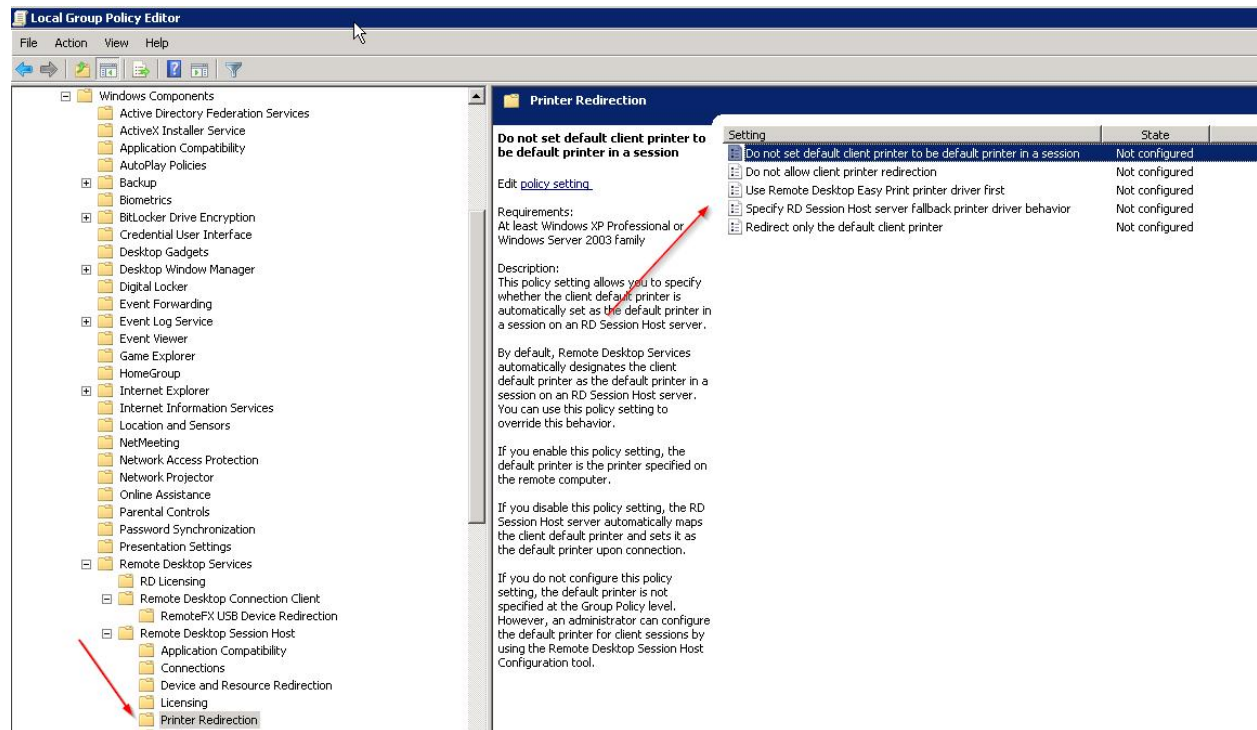 Local Group Policy Editor
File Action View Help
Windows Components
Active Directory Federation Services
ActiveX Installer Service
Application Compatibility
AutoPlay Policies
Backup
Biometrics
BitLocker Drive Encryption
Credential User Interface
Desktop Gadgets
Desktop Window Manager
Digital Locker
Event Forwarding
Event Log Service
Event Viewer
Game Explorer
HomeGroup
Internet Explorer
Internet Information Services
Location and Sensors
NetMeeting
Network Access Protection
Network Projector
Online Assistance
Parental Controls
Password Synchronization
Presentation Settings
Remote Desktop Services
RD Licensing
Remote Desktop Connection Client
RemoteFX USB Device Redirection
Remote Desktop Session Host
Application Compatibility
Connections
Device and Resource Redirection
Licensing
Printer Redirection
Printer Redirection
Do not set default client printer to
be default printer in a session
Edit policy setting
Requirements:
At least Windows XP Professional or
Windows Server 2003 family
Description:
This policy setting allows you to specify
whether the client default printer is
automatically set as the default printer in
a session on an RD Session Host server.
By default, Remote Desktop Services
automatically designates the client
default printer as the default printer in a
session on an RD Session Host server.
You can use this policy setting to
override this behavior.
If you enable this policy setting, the
default printer is the printer specified on
the remote computer.
If you disable this policy setting, the RD
Session Host server automatically maps
the client default printer and sets it as
the default printer upon connection.
If you do not configure this policy
setting, the default printer is not
specified at the Group Policy level.
However, an administrator can configure
the default printer for client sessions by
using the Remote Desktop Session Host
Configuration tool.
Setting State
Do not set default client printer to be default printer in a session Not configured
Do not allow client printer redirection Not configured
Use Remote Desktop Easy Print printer driver first Not configured
Specify RD Session Host server fallback printer driver behavior Not configured
Redirect only the default client printer Not configured